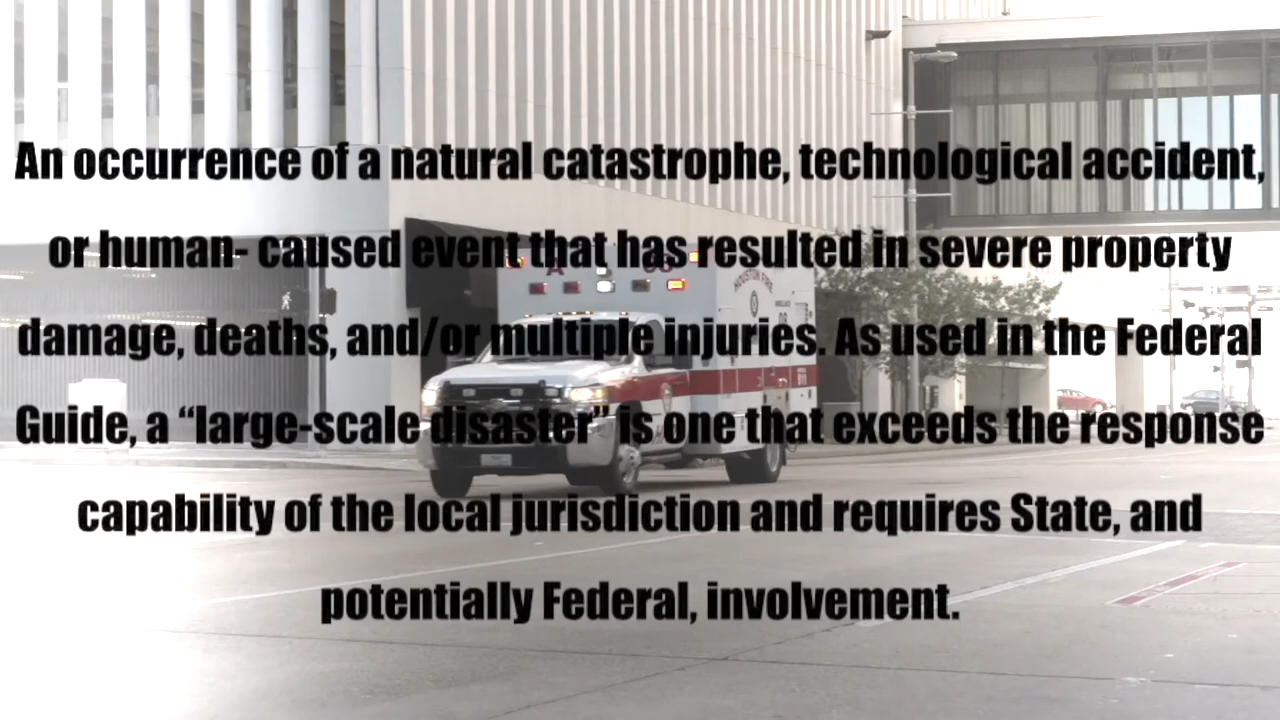 An occurrence of a natural catastrophe, technological accident,
or human- caused event that has resulted in severe property
damage, deaths, and/or multiple injuries. As used in the Federal
Guide, a “large-scale disaster” is one that exceeds the response
capability of the local jurisdiction and requires State, and
potentially Federal, involvement.
HOUSTON FIRE